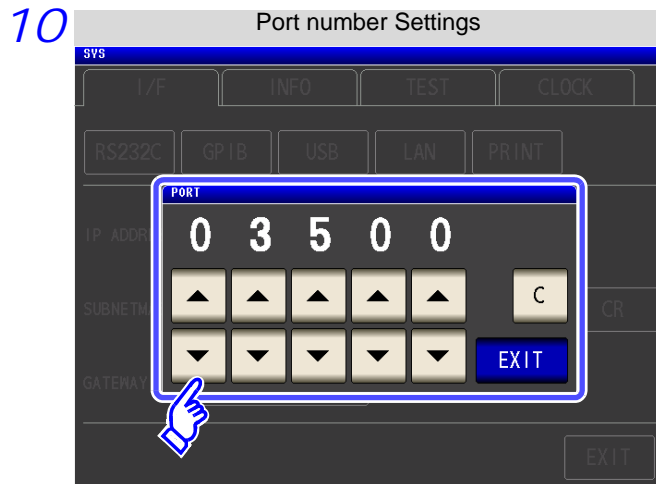 10
Port number Settings
SYS
I/F INFO TEST CLOCK
RS232C GPIB USB LAN PRINT
PORT
IP ADDR
0 3 5 0 0
C
SUBNETM CR
EXIT
GATEWAY
EXIT